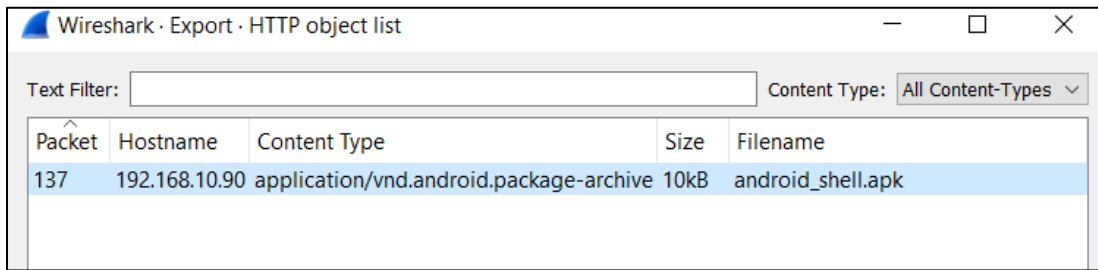 Wireshark · Export · HTTP object list
Text Filter: Content Type: All Content-Types
Packet Hostname Content Type Size Filename
137 192.168.10.90 application/vnd.android.package-archive 10kB android_shell.apk